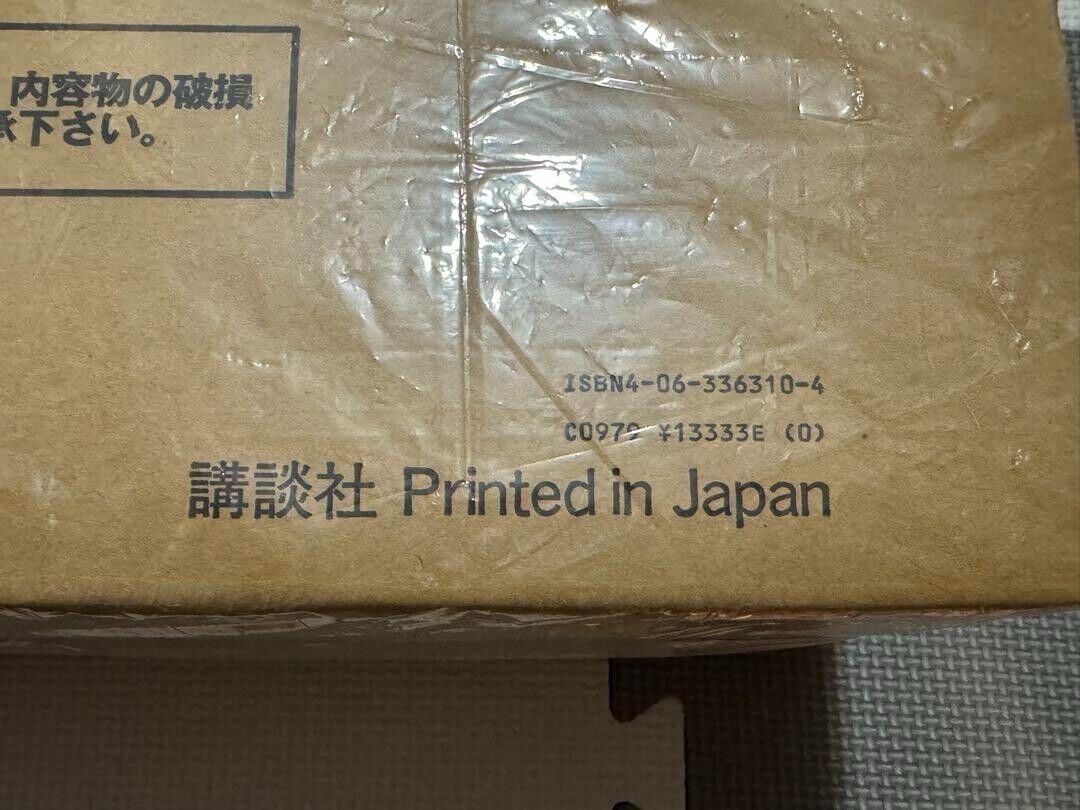 内容物の破損
承下さい。
ISBN4-06-336310-4
C0979 ¥13333E (0)
講談社 Printed in Japan